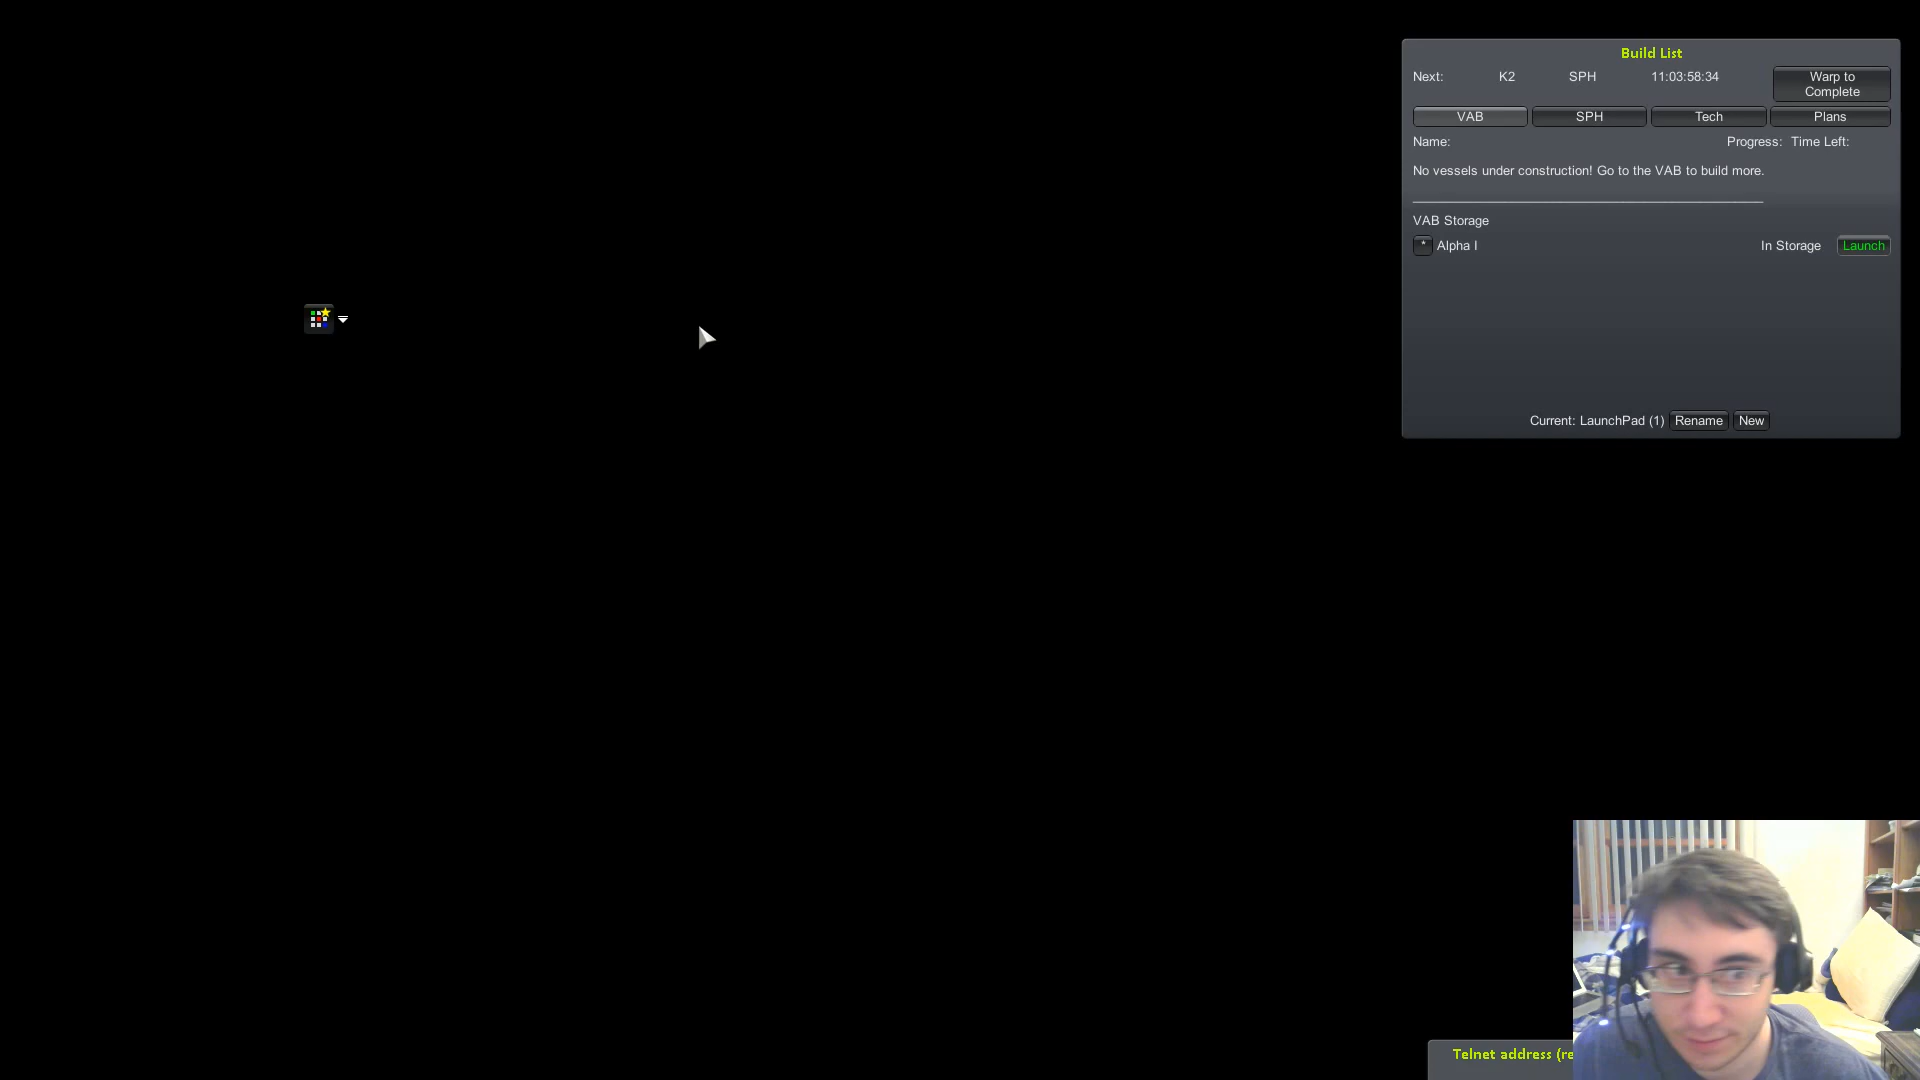 Build List
Next: K2 SPH 11:03:58:34 Warp to Complete
VAB SPH Tech Plans
Name: Progress: Time Left:
No vessels under construction! Go to the VAB to build more.
VAB Storage
* Alpha I In Storage Launch
Current: LaunchPad (1) Rename New
Telnet address (re